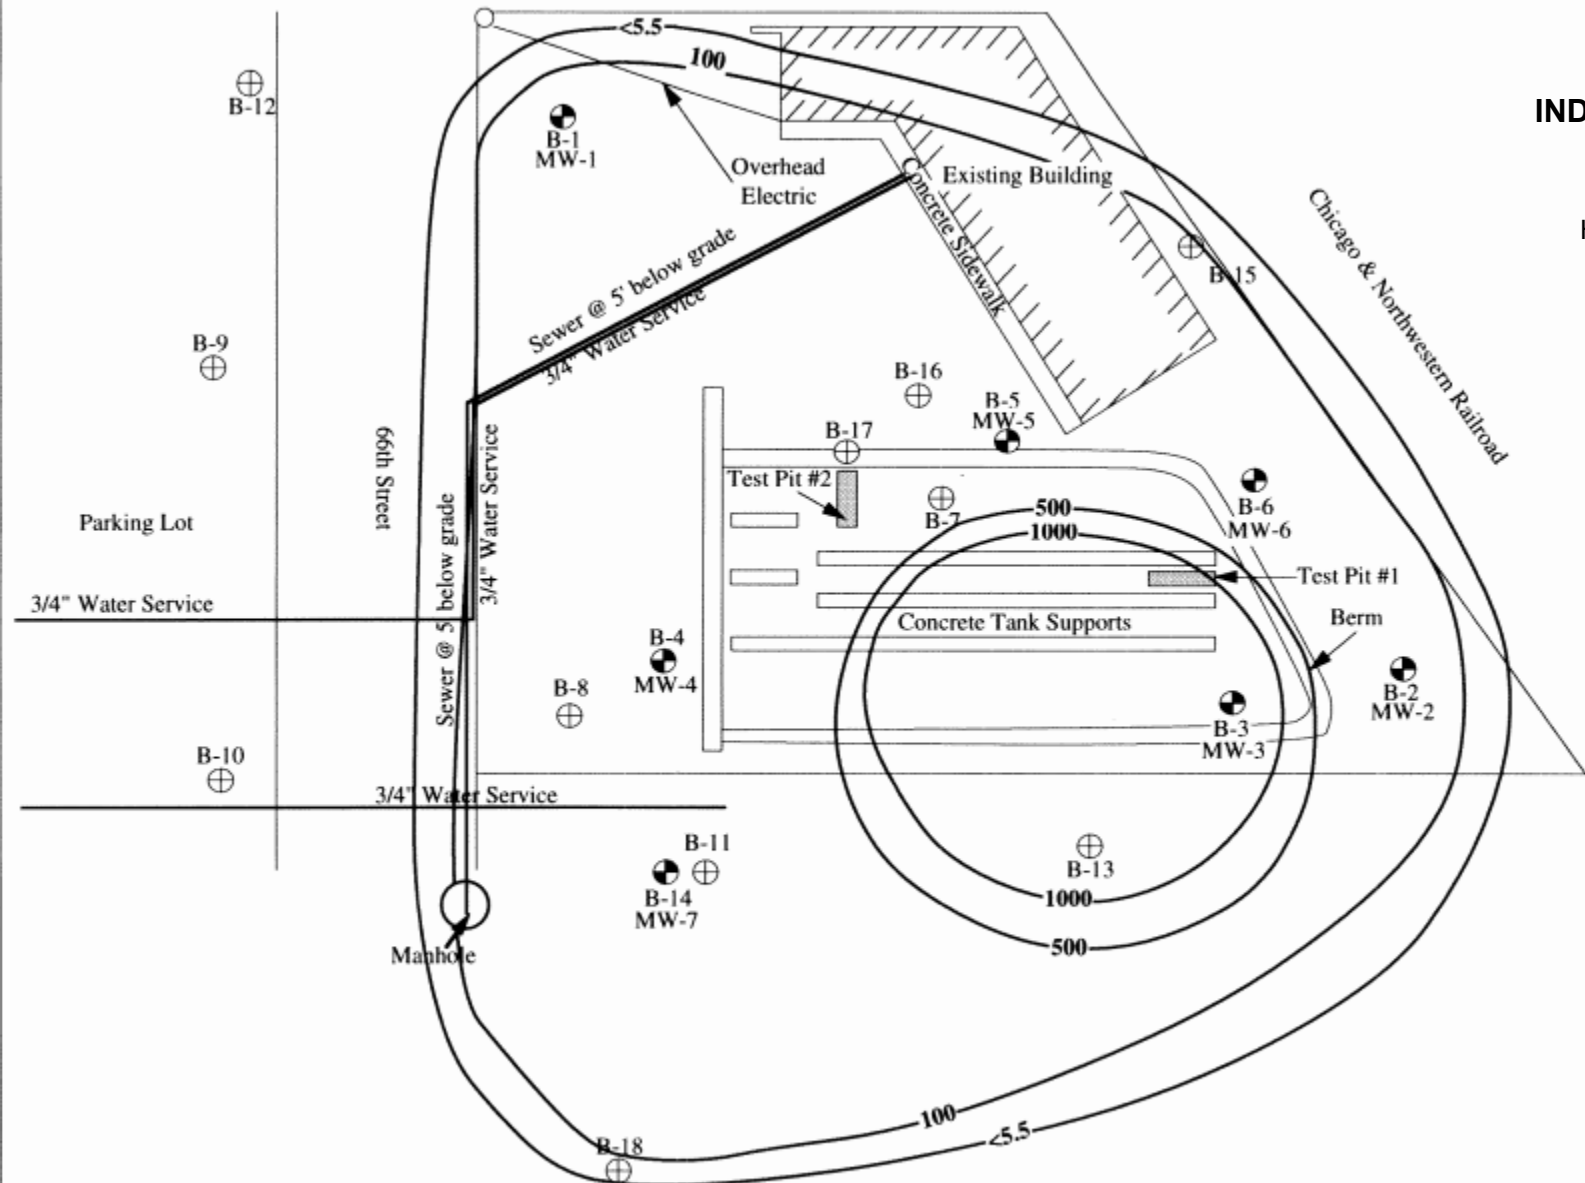 <5.5
100
IND
B-12
B-1
MW-1
Overhead
Electric
Existing Building
Concrete Sidewalk
Chicago & Northwestern Railroad
H
B-15
Sewer @ 5' below grade
3/4" Water Service
B-9
B-16
B-5
MW-5
B-17
66th Street
Test Pit #2
B-6
MW-6
B-7
500
1000
Parking Lot
Sewer @ 5' below grade
3/4" Water Service
Test Pit #1
3/4" Water Service
Concrete Tank Supports
Berm
B-4
MW-4
B-8
B-2
MW-2
B-3
MW-3
B-10
3/4" Water Service
B-11
B-14
MW-7
B-13
1000
500
Manhole
100
<5.5
B-18